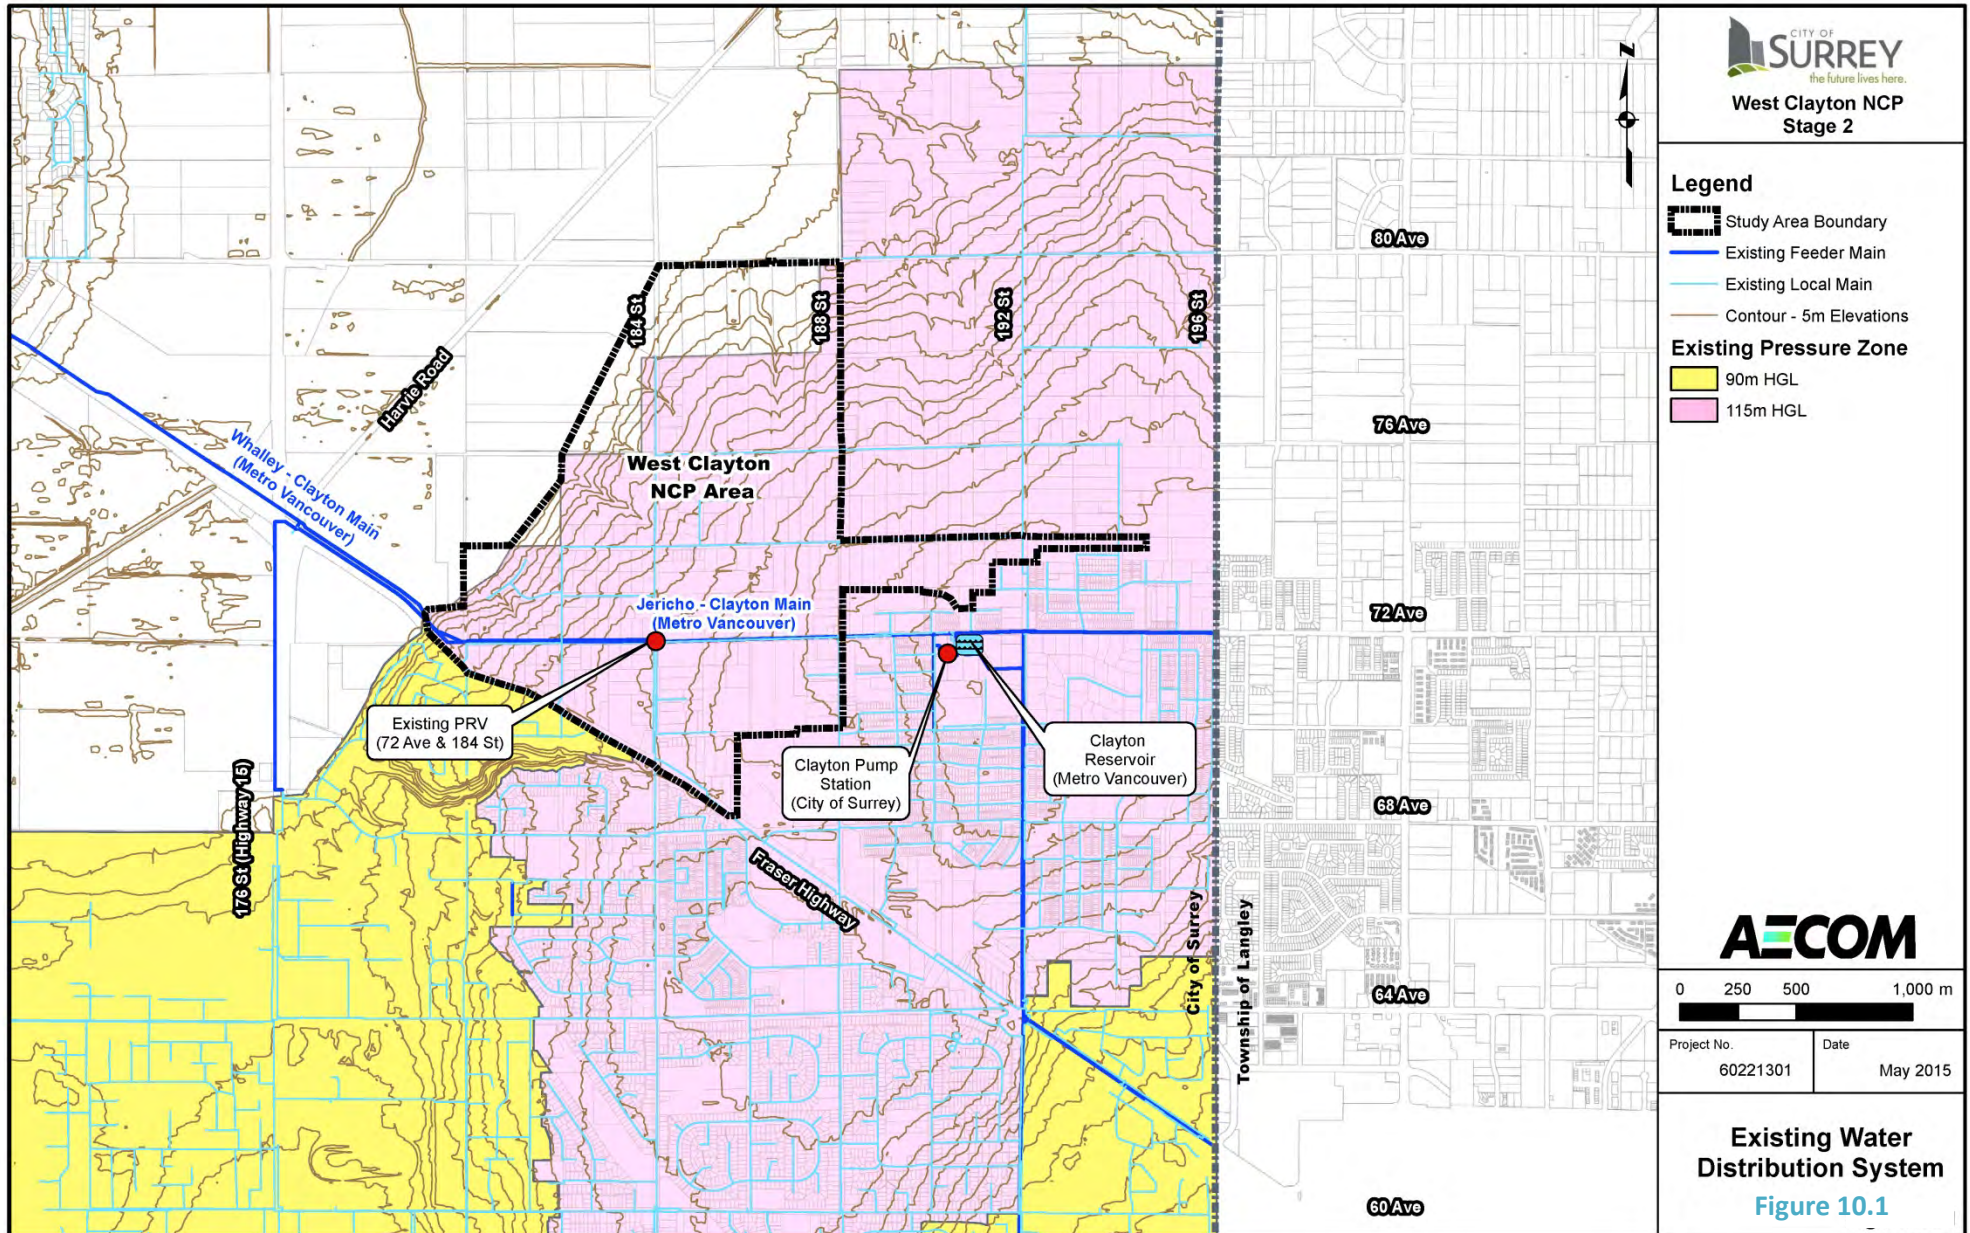 CITY OF
SURREY
the future lives here.
West Clayton NCP
Stage 2
Z
Legend
Study Area Boundary
Existing Feeder Main
Existing Local Main
Contour - 5m Elevations
Existing Pressure Zone
90m HGL
115m HGL
80 Ave
184 St
188 St
192 St
196 St
Harvie Road
76 Ave
Whalley - Clayton Main
(Metro Vancouver)
West Clayton
NCP Area
Jericho - Clayton Main
(Metro Vancouver)
72 Ave
Existing PRV
(72 Ave & 184 St)
Clayton Pump
Station
(City of Surrey)
Clayton
Reservoir
(Metro Vancouver)
68 Ave
176 St (Highway 15)
Fraser Highway
City of Surrey
Township of Langley
64 Ave
60 Ave
AECOM
0 250 500 1,000 m
Project No.
60221301
Date
May 2015
Existing Water
Distribution System
Figure 10.1